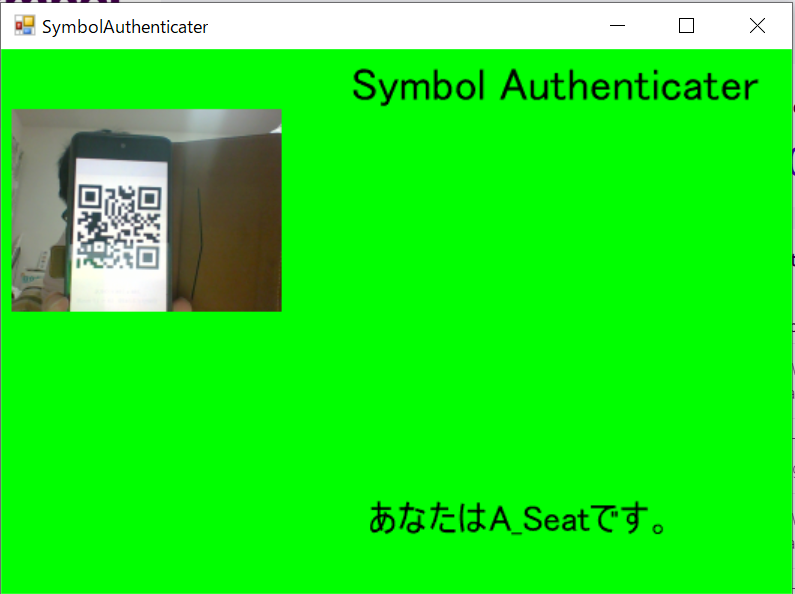 SymbolAuthenticater
Symbol Authenticater
あなたはA_Seatです。